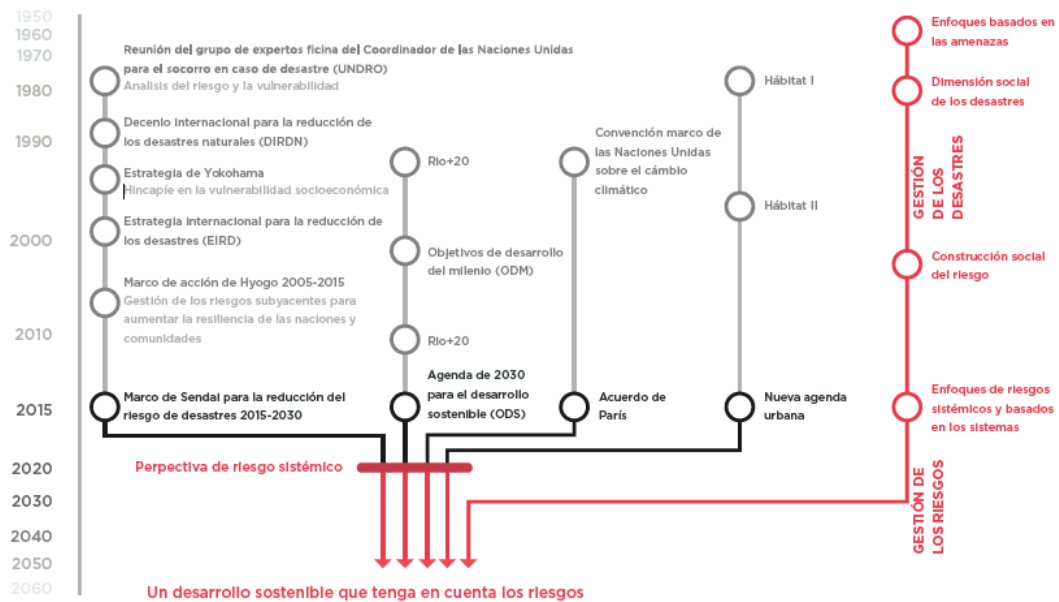 1950
1960
1970
1980
1990
2000
2010
2015
2020
2030
2040
2050
2060
Reunión del grupo de expertos ficina del Coordinador de las Naciones Unidas
para el socorro en caso de desastre (UNDRO)
Analisis del riesgo y la vulnerabilidad
Decenio internacional para la reducción de
los desastres naturales (DIRDN)
Estrategia de Yokohama
Hincapíe en la vulnerabilidad socioeconómica
Estrategia internacional para la reducción de
los desastres (EIRD)
Marco de acción de Hyogo 2005-2015
Gestión de los riesgos subyacentes para
aumentar la resiliencia de las naciones y
comunidades
Marco de Sendai para la reducción del
riesgo de desastres 2015-2030
Rio+20
Objetivos de desarrollo
del milenio (ODM)
Rio+20
Agenda de 2030
para el desarrollo
sostenible (ODS)
Convención marco de
las Naciones Unidas
sobre el cámbio
climático
Acuerdo de
París
Hábitat I
Hábitat II
Nueva agenda
urbana
Enfoques basados en
las amenazas
Dimensión social
de los desastres
GESTIÓN
DE LOS
DESASTRES
Construcción social
del riesgo
Enfoques de riesgos
sistémicos y basados
en los sistemas
GESTIÓN DE
LOS RIESGOS
Perpectiva de riesgo sistémico
Un desarrollo sostenible que tenga en cuenta los riesgos